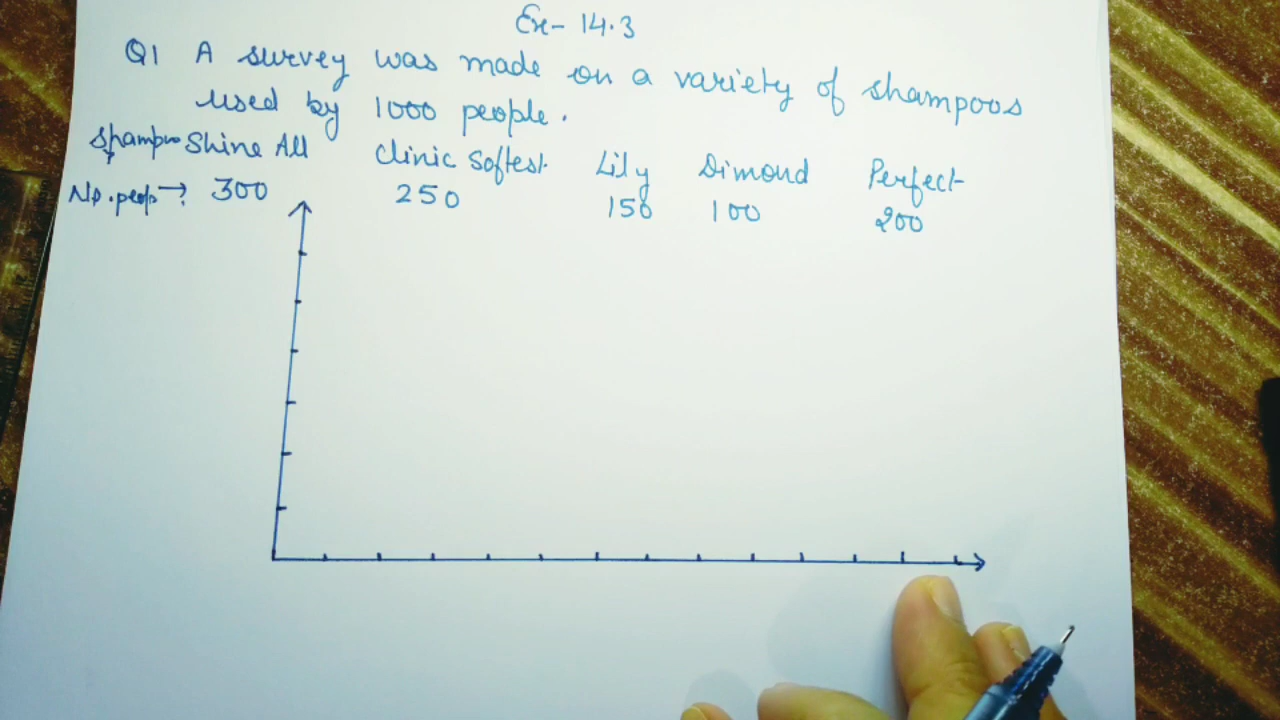 Ex- 14.3
Q1 A survey was made on a variety of shampoos
used by 1000 people.
Shampoo Shine All Clinic Softest Lily Dimond Perfect
No. peop → 300 250 150 100 200